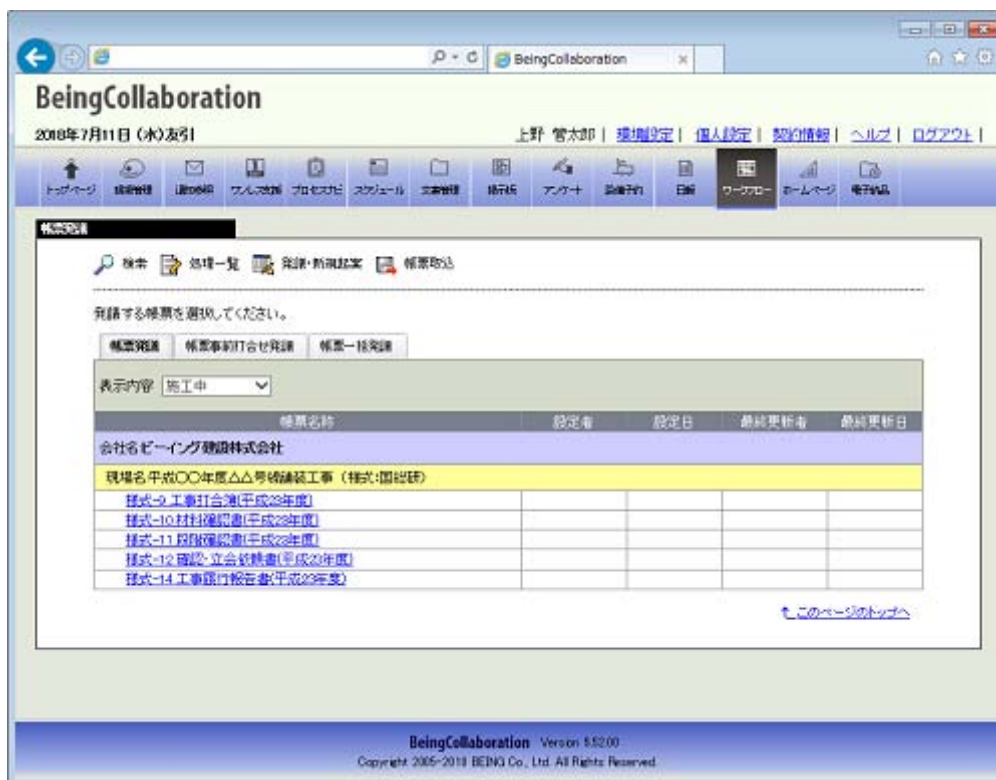 BeingCollaboration
BeingCollaboration
2018年7月11日(水)友引
上野 管太郎 | 環境設定 | 個人設定 | 契約情報 | ヘルプ | ログアウト |
トップページ スケジュール 文書管理 掲示板 アンケート 設備予約 日報 ワークフロー ホームページ 電子納品
帳票発議
検索 処理一覧 発議・新規起案 帳票取込
発議する帳票を選択してください。
帳票発議 帳票事前打合せ発議 帳票一括発議
表示内容 施工中
帳票名称 設定者 設定日 最終更新者 最終更新日
会社名 ビーイング建設株式会社
現場名 平成〇〇年度△△号線舗装工事 (様式:国総研)
様式-9 工事打合簿(平成23年度)
様式-10 材料確認書(平成23年度)
様式-11 段階確認書(平成23年度)
様式-12 確認・立会依頼書(平成23年度)
様式-14 工事履行報告書(平成23年度)
このページのトップへ
BeingCollaboration Version 5.52.00
Copyright 2005-2018 BEING Co., Ltd. All Rights Reserved.